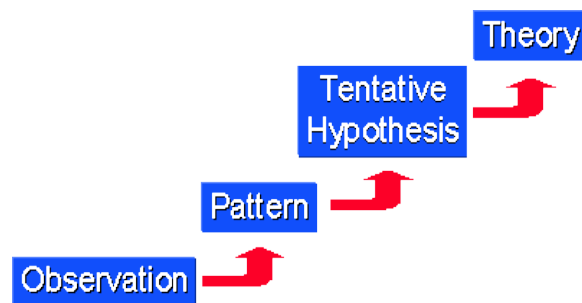 Theory
Tentative
Hypothesis
Pattern
Observation